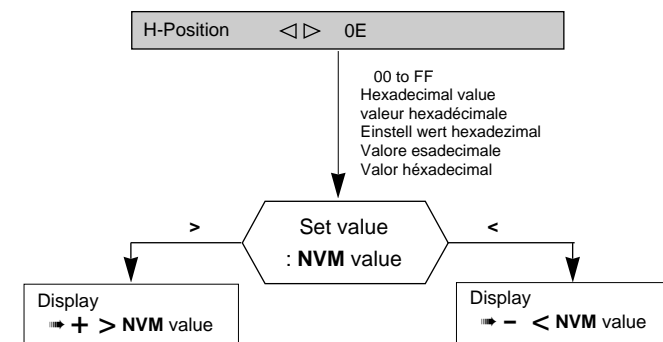 H-Position ◁ ▷ 0E
00 to FF
Hexadecimal value
valeur hexadécimale
Einstell wert hexadezimal
Valore esadecimale
Valor héxadecimal
>
Set value
: NVM value
<
Display
➠ + > NVM value
Display
➠ – < NVM value